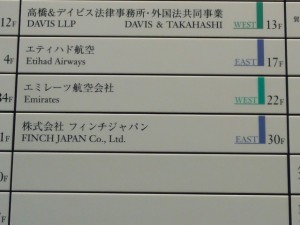 高橋&デイビス法律事務所・外国法共同事業
12F DAVIS LLP DAVIS & TAKAHASHI WEST 13F
エティハド航空
4F Etihad Airways EAST 17F
エミレーツ航空会社
34F Emirates WEST 22F
株式会社 フィンチジャパン
1F FINCH JAPAN Co., Ltd. EAST 30F